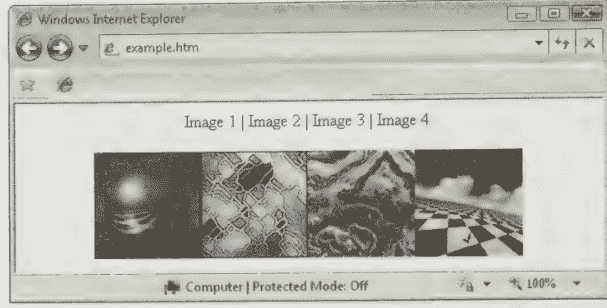 Windows Internet Explorer
example.htm
Image 1 | Image 2 | Image 3 | Image 4
Computer | Protected Mode: Off
100%